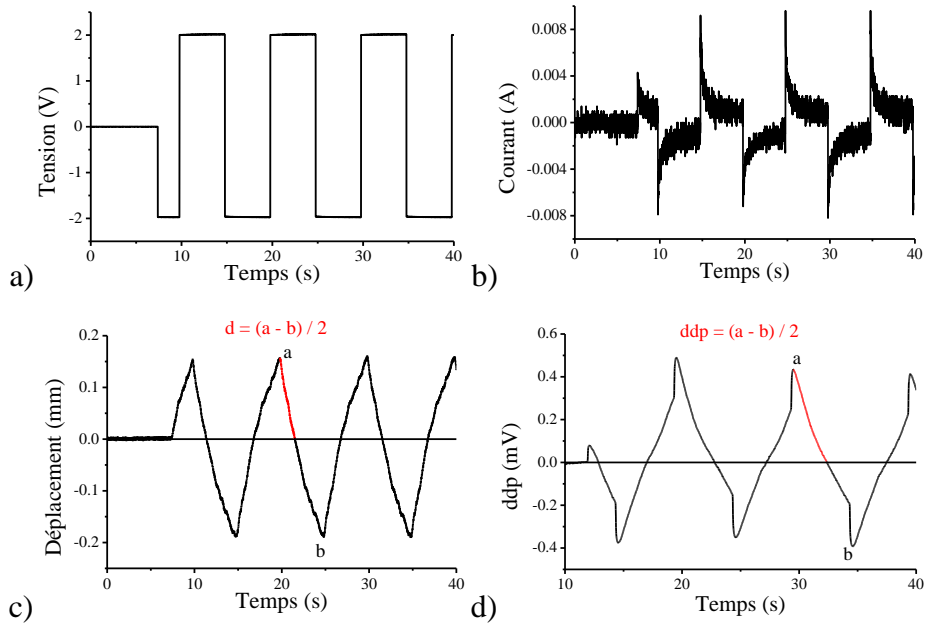 2
1
0
-1
-2
Tension (V)
0 10 20 30 40
Temps (s)
a)
0.008
0.004
0.000
-0.004
-0.008
Courant (A)
0 10 20 30 40
Temps (s)
b)
d = (a - b) / 2
0.2
0.1
0.0
-0.1
-0.2
Déplacement (mm)
a
b
0 10 20 30 40
Temps (s)
c)
ddp = (a - b) / 2
0.6
0.4
0.2
0.0
-0.2
-0.4
ddp (mV)
a
b
10 20 30 40
Temps (s)
d)